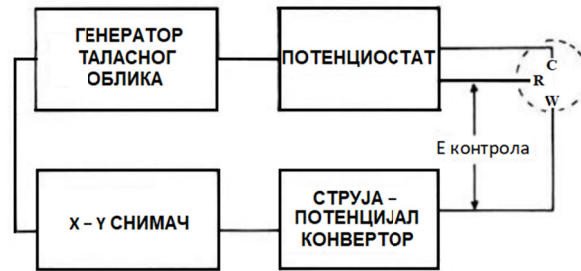 ГЕНЕРАТОР
ТАЛАСНОГ
ОБЛИКА
ПОТЕНЦИОСТАТ
C
R
W
E контрола
X – Y СНИМАЧ
СТРУЈА –
ПОТЕНЦИЈАЛ
КОНВЕРТОР